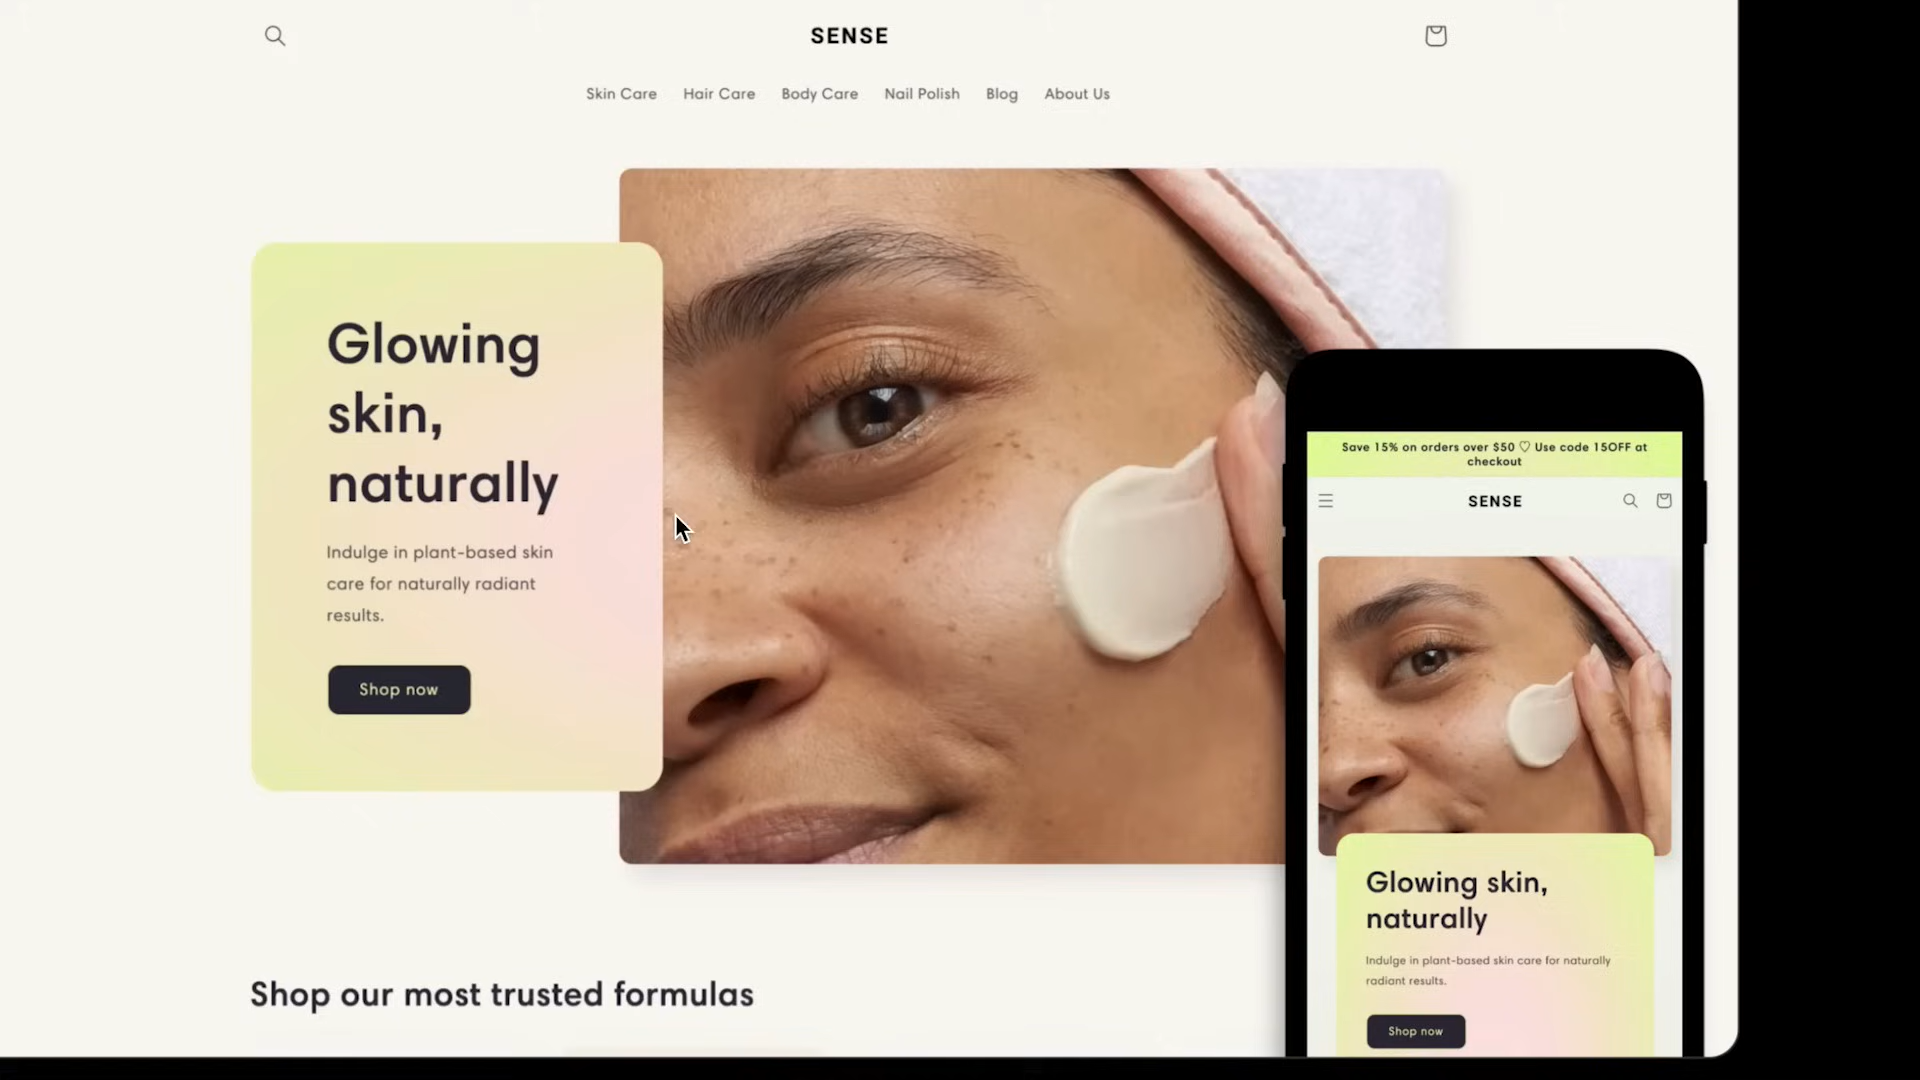 SENSE
Skin Care Hair Care Body Care Nail Polish Blog About Us
Glowing
skin,
naturally
Indulge in plant-based skin
care for naturally radiant
results.
Shop now
Shop our most trusted formulas
Save 15% on orders over $50 ♡ Use code 15OFF at
checkout
SENSE
Glowing skin,
naturally
Indulge in plant-based skin care for naturally
radiant results.
Shop now